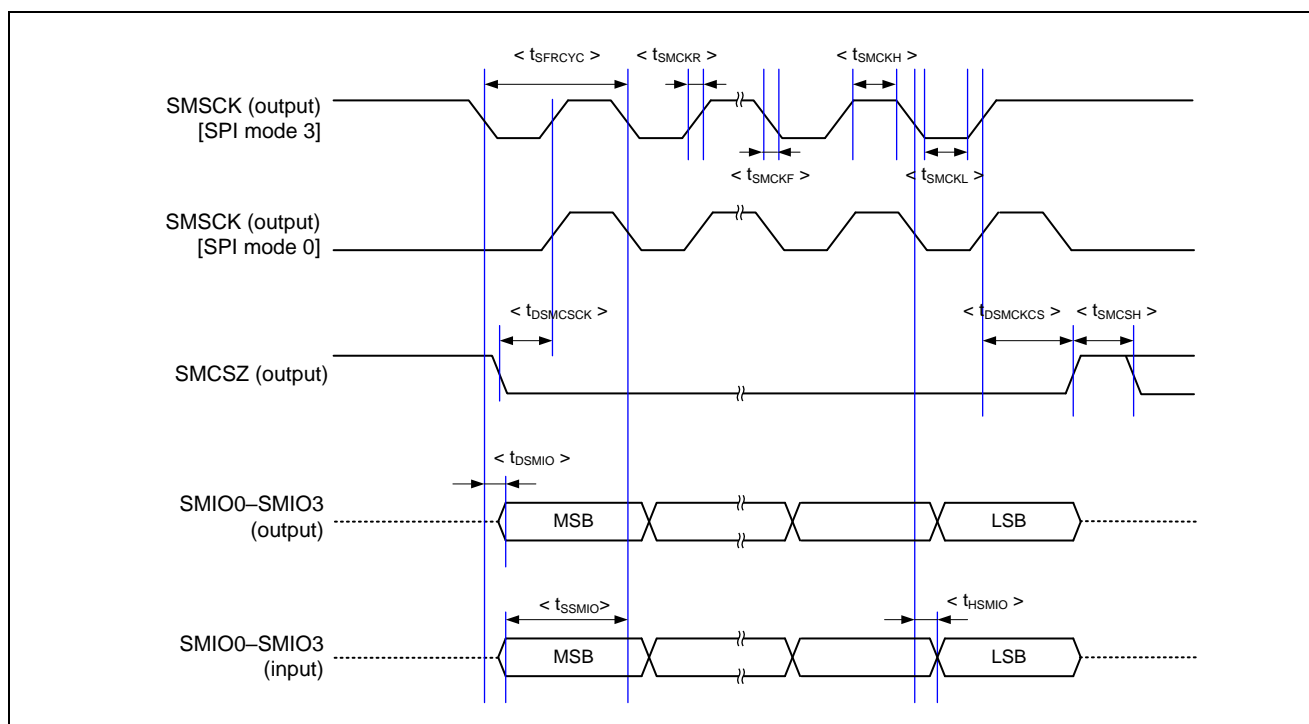 < tSFRCYC > < tSMCKR > < tSMCKH >
SMSCK (output)
[SPI mode 3]
< tSMCKF > < tSMCKL >
SMSCK (output)
[SPI mode 0]
< tDSMCSCK > < tDSMCKCS > < tSMCSH >
SMCSZ (output)
< tDSMIO >
SMIO0–SMIO3
(output)
MSB LSB
< tSSMIO> < tHSMIO >
SMIO0–SMIO3
(input)
MSB LSB